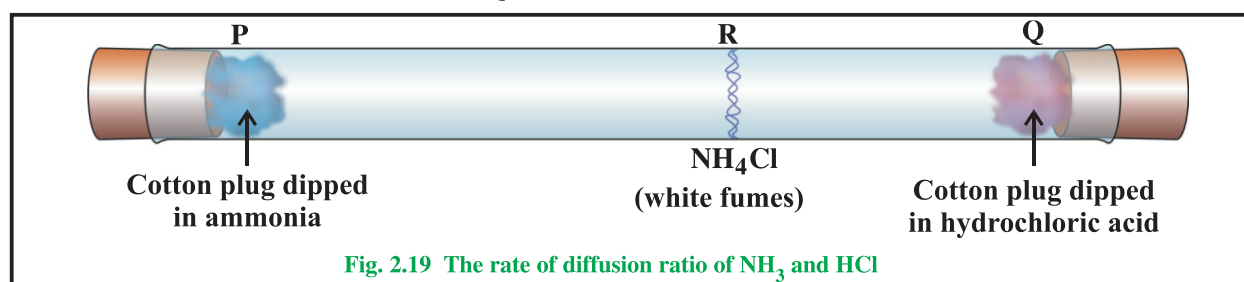 P
R
Q
NH₄Cl
(white fumes)
Cotton plug dipped
in ammonia
Cotton plug dipped
in hydrochloric acid
Fig. 2.19 The rate of diffusion ratio of NH₃ and HCl